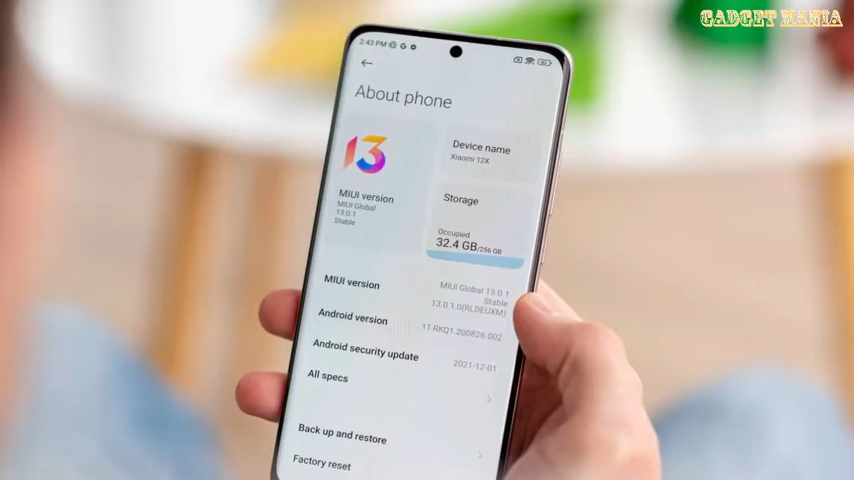 GADGET MANIA
2:43 PM
About phone
13
MIUI version
MIUI Global
13.0.1
Stable
Device name
Xiaomi 12X
Storage
Occupied
32.4 GB/256 GB
MIUI version
MIUI Global 13.0.1
Stable
13.0.1.0(RLDEUXM)
Android version
11 RKQ1.200826.002
Android security update
2021-12-01
All specs
Back up and restore
Factory reset